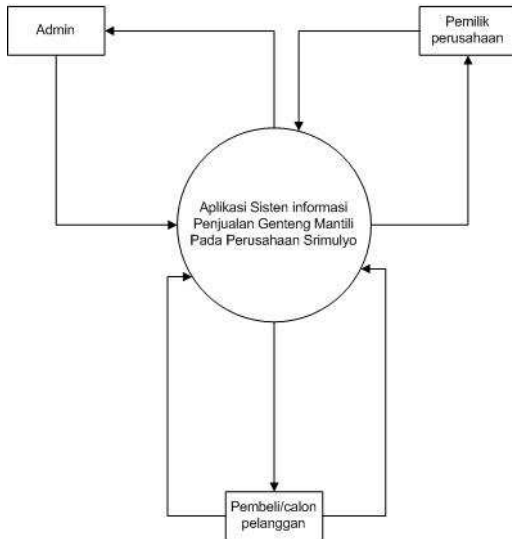 Admin
Pemilik
perusahaan
Aplikasi Sisten informasi
Penjualan Genteng Mantili
Pada Perusahaan Srimulyo
Pembeli/calon
pelanggan